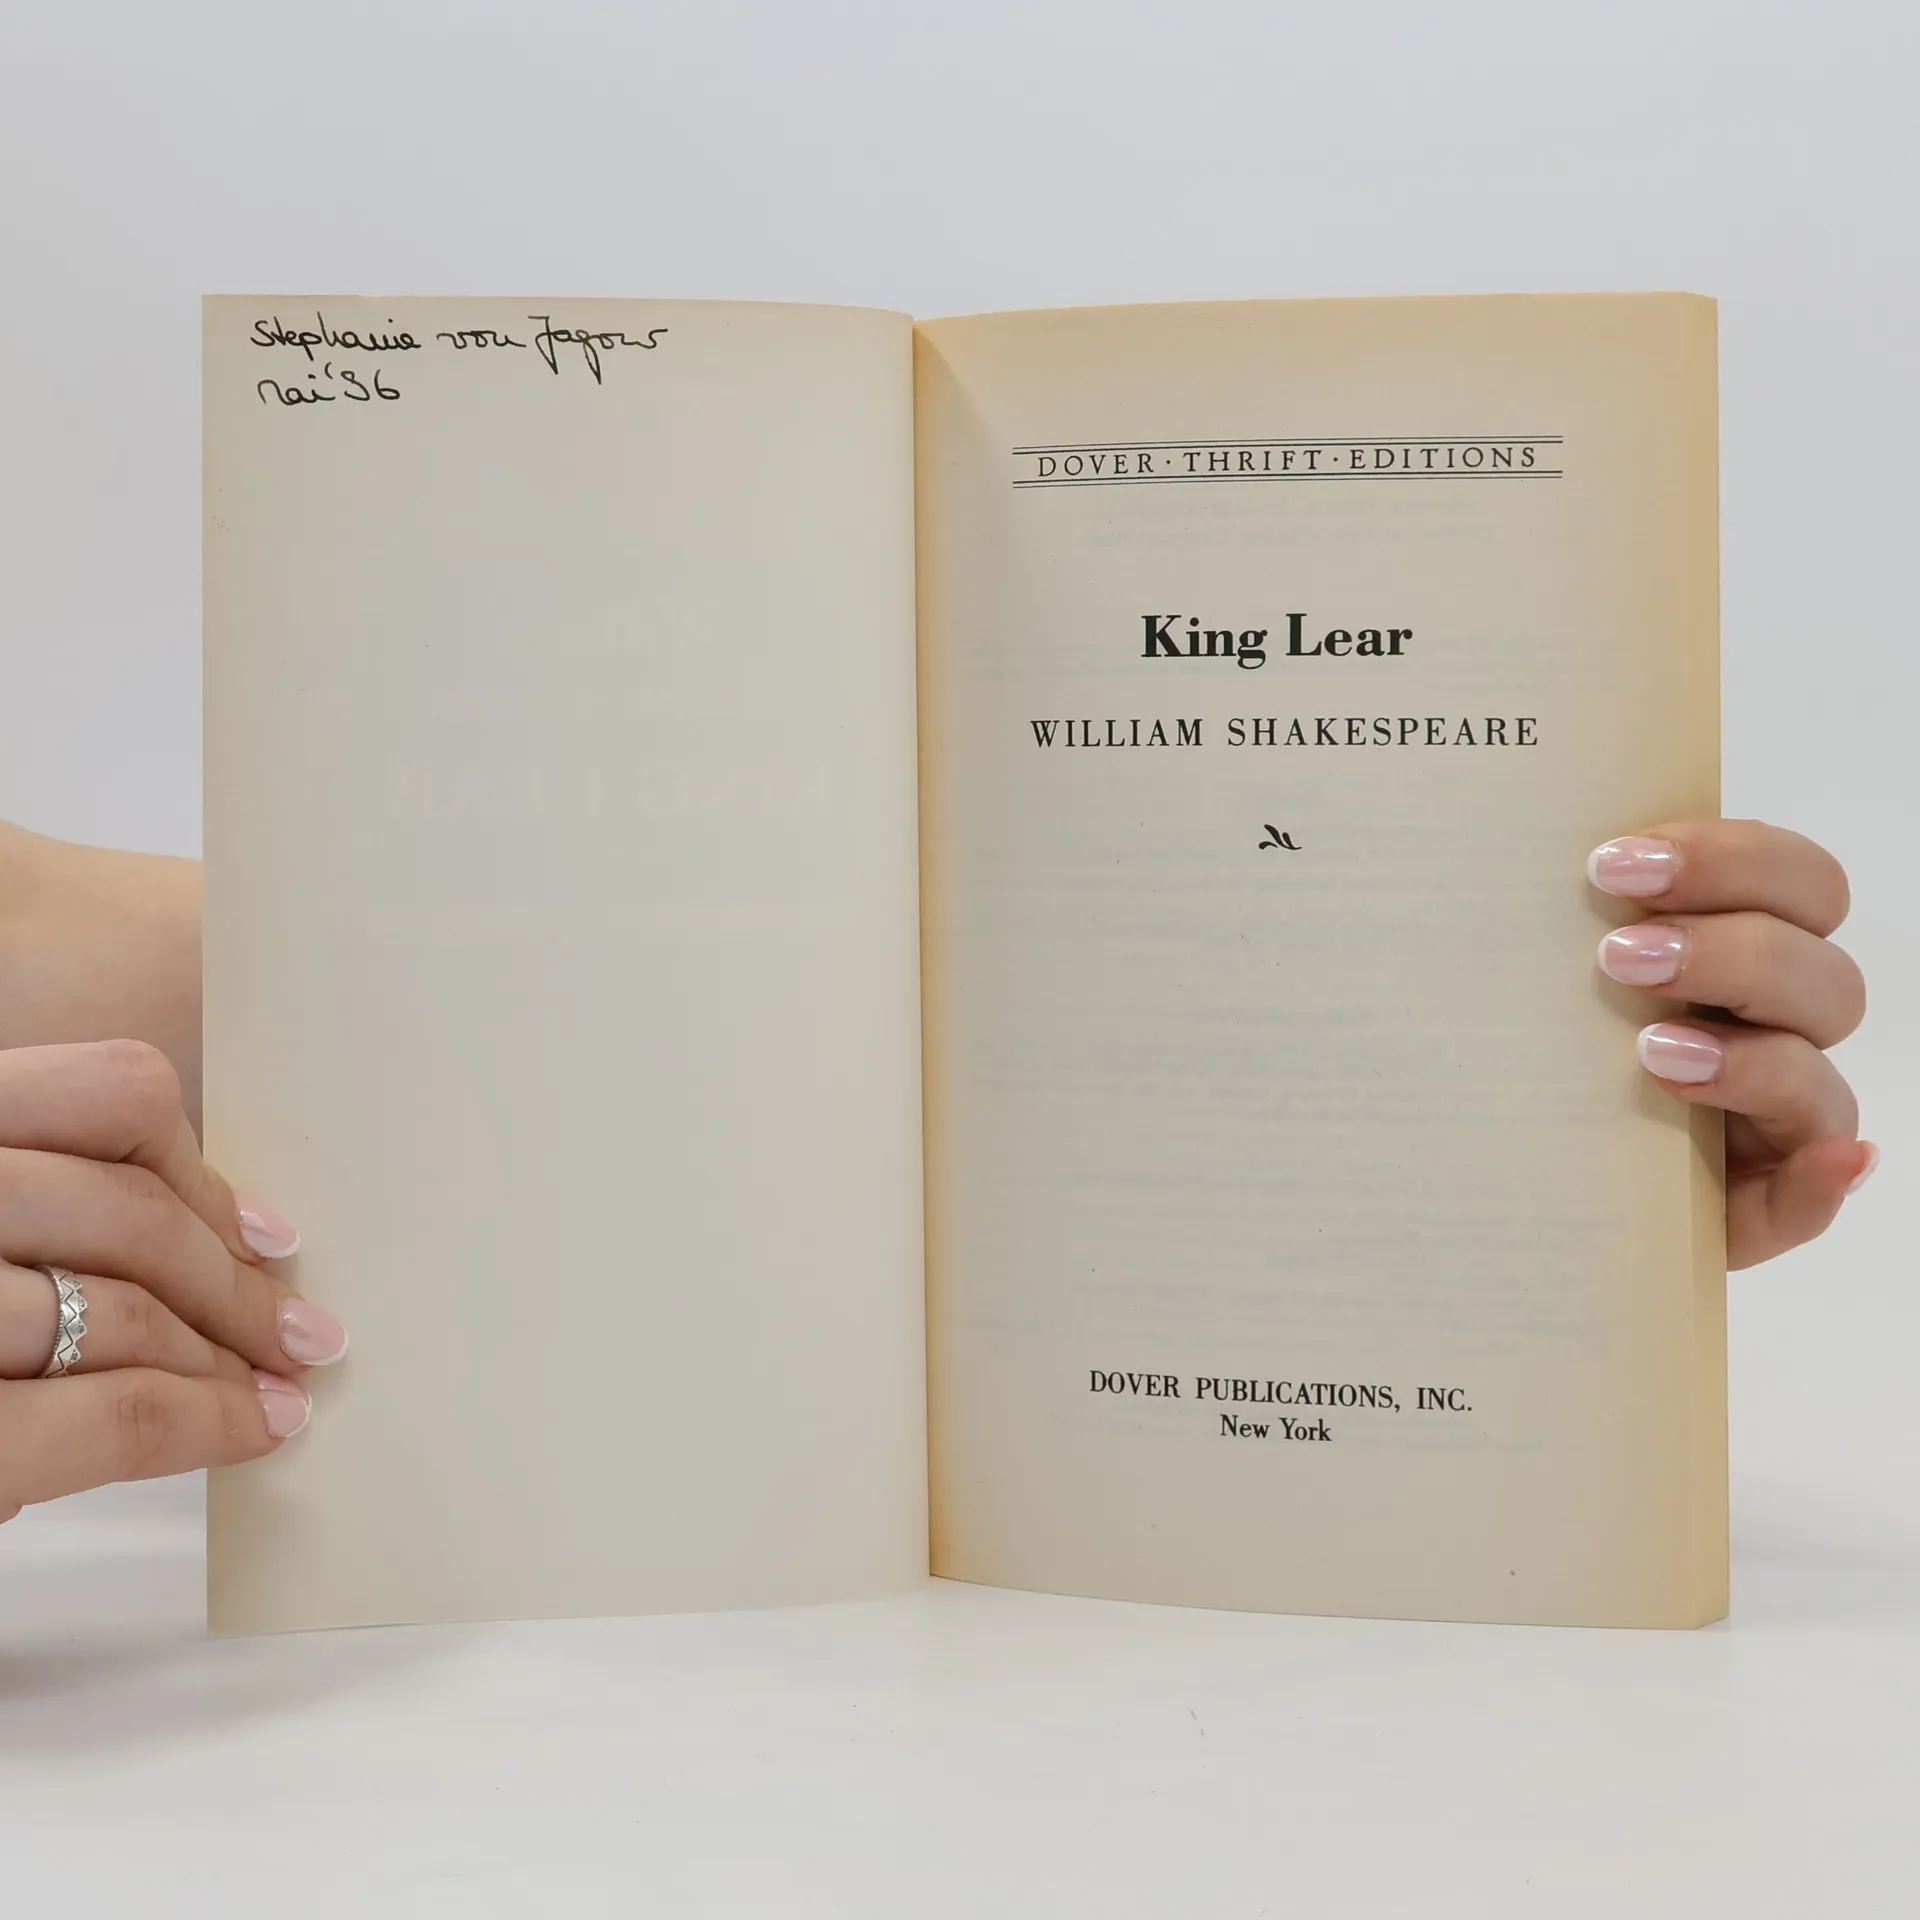 Stephanie von Jagow
Mai '96
DOVER · THRIFT · EDITIONS
King Lear
WILLIAM SHAKESPEARE
DOVER PUBLICATIONS, INC.
New York